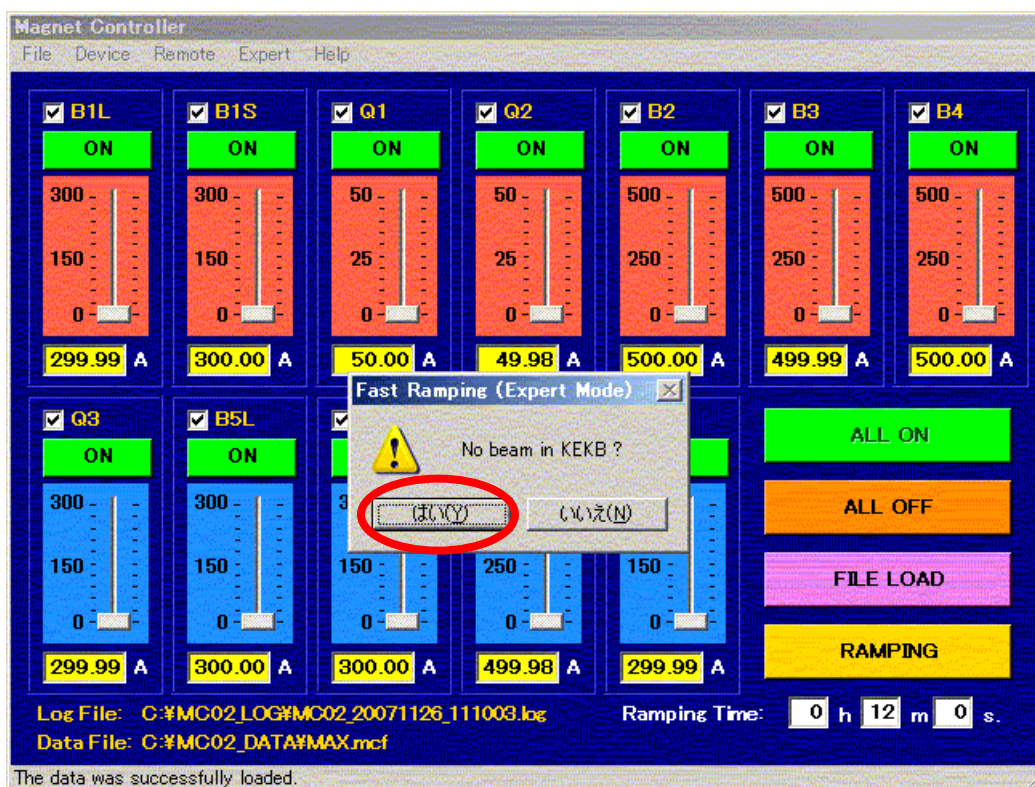 Magnet Controller
File Device Remote Expert Help
B1L B1S Q1 Q2 B2 B3 B4
ON ON ON ON ON ON ON
300 300 50 50 500 500 500
150 150 25 25 250 250 250
0 0 0 0 0 0 0
299.99 A 300.00 A 50.00 A 49.98 A 500.00 A 499.99 A 500.00 A
Fast Ramping (Expert Mode)
No beam in KEKB ?
はい(Y) いいえ(N)
Q3 B5L
ON ON
300 300
150 150 150 250 150
0 0 0 0 0
299.99 A 300.00 A 300.00 A 499.98 A 299.99 A
ALL ON
ALL OFF
FILE LOAD
RAMPING
Log File: C:¥MC02_LOG¥MC02_20071126_111003.log
Ramping Time: 0 h 12 m 0 s.
Data File: C:¥MC02_DATA¥MAX.mcf
The data was successfully loaded.